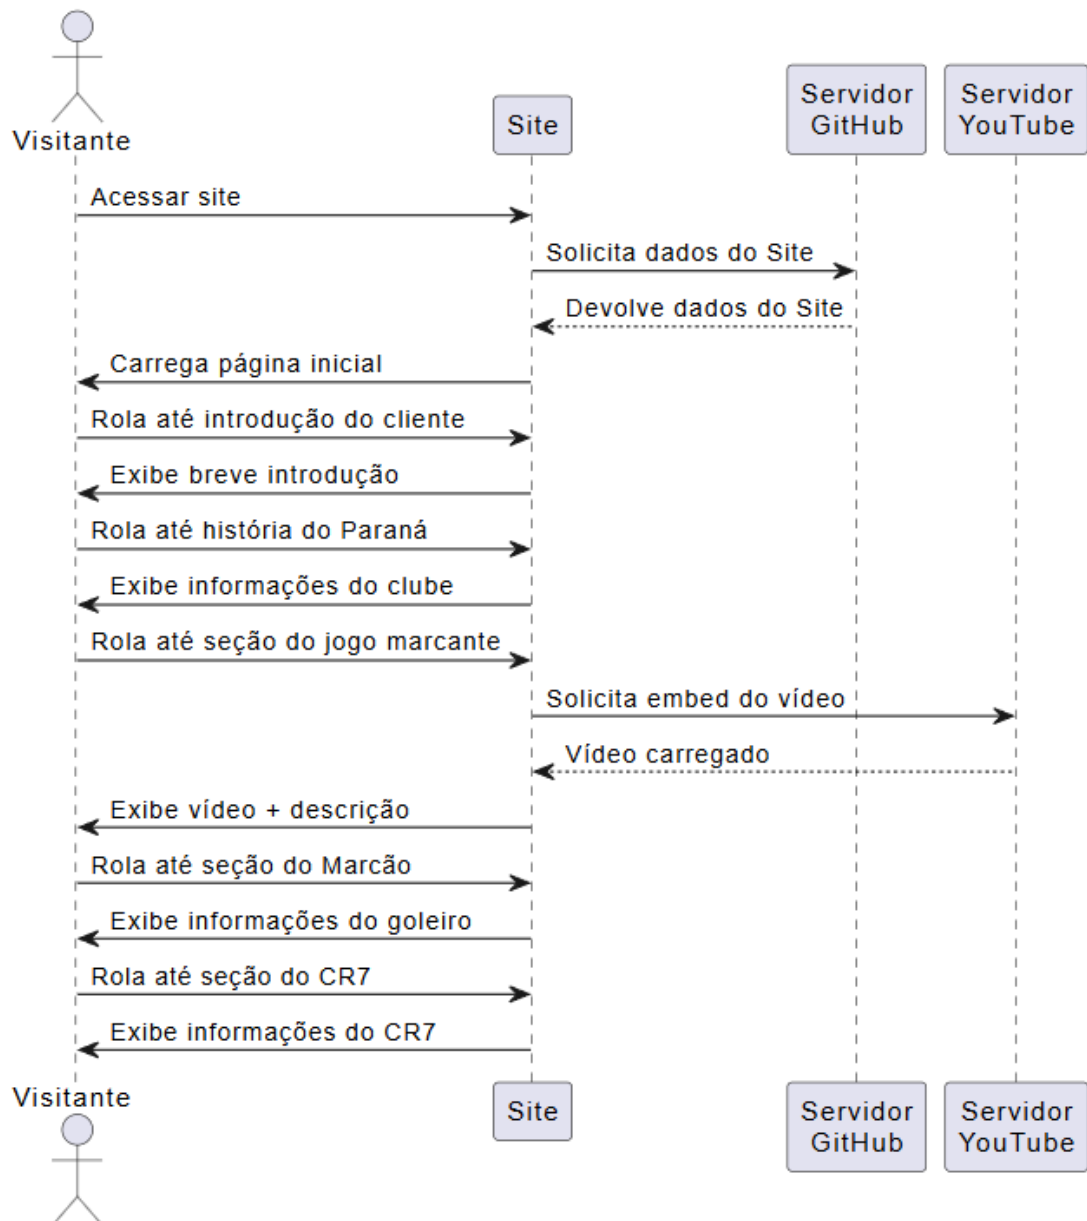 Visitante
Site
Servidor
GitHub
Servidor
YouTube
Acessar site
Solicita dados do Site
Devolve dados do Site
Carrega página inicial
Rola até introdução do cliente
Exibe breve introdução
Rola até história do Paraná
Exibe informações do clube
Rola até seção do jogo marcante
Solicita embed do vídeo
Vídeo carregado
Exibe vídeo + descrição
Rola até seção do Marcão
Exibe informações do goleiro
Rola até seção do CR7
Exibe informações do CR7
Visitante
Site
Servidor
GitHub
Servidor
YouTube